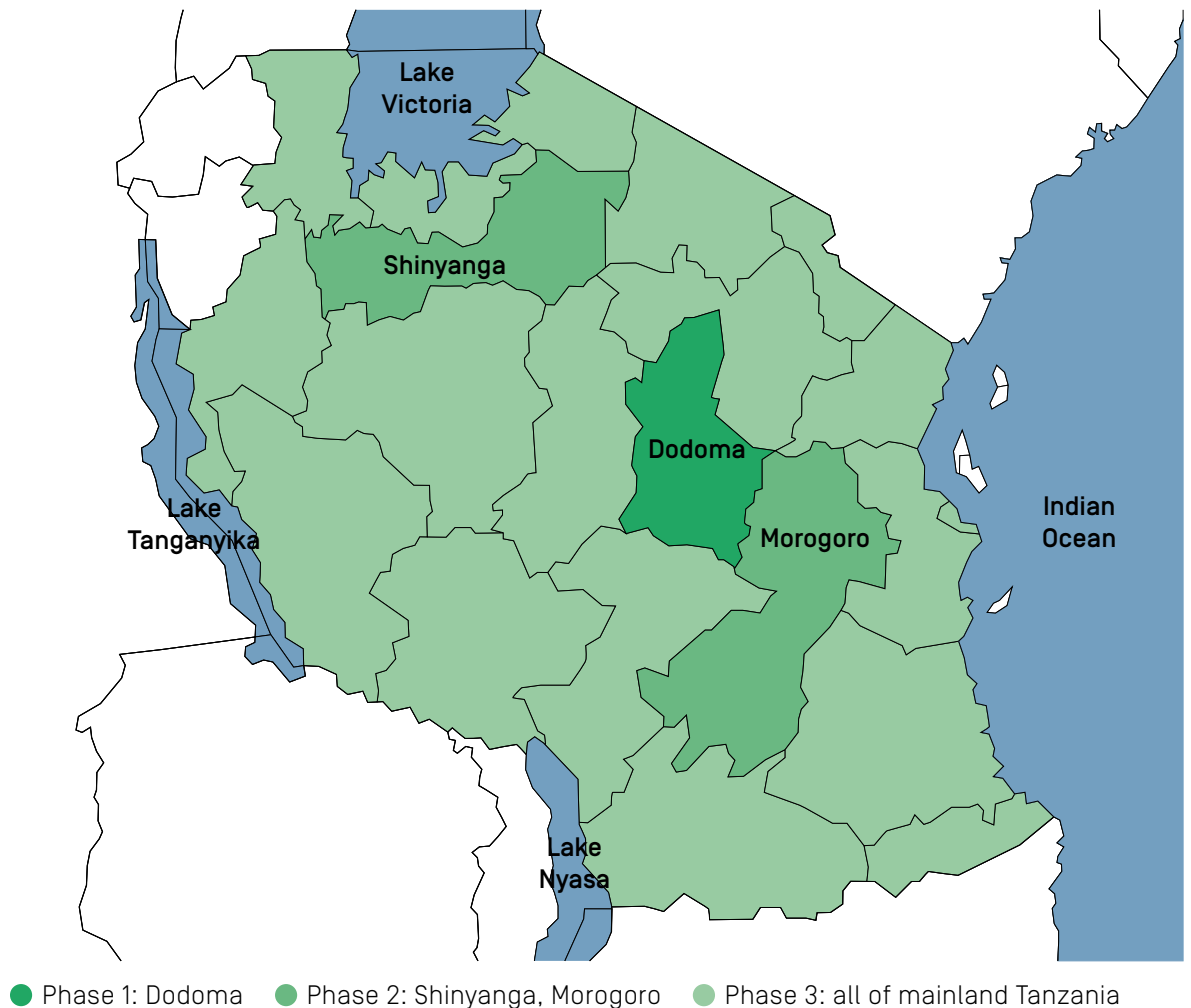 Lake
Victoria
Shinyanga
Dodoma
Lake
Tanganyika
Morogoro
Indian
Ocean
Lake
Nyasa
Phase 1: Dodoma
Phase 2: Shinyanga, Morogoro
Phase 3: all of mainland Tanzania